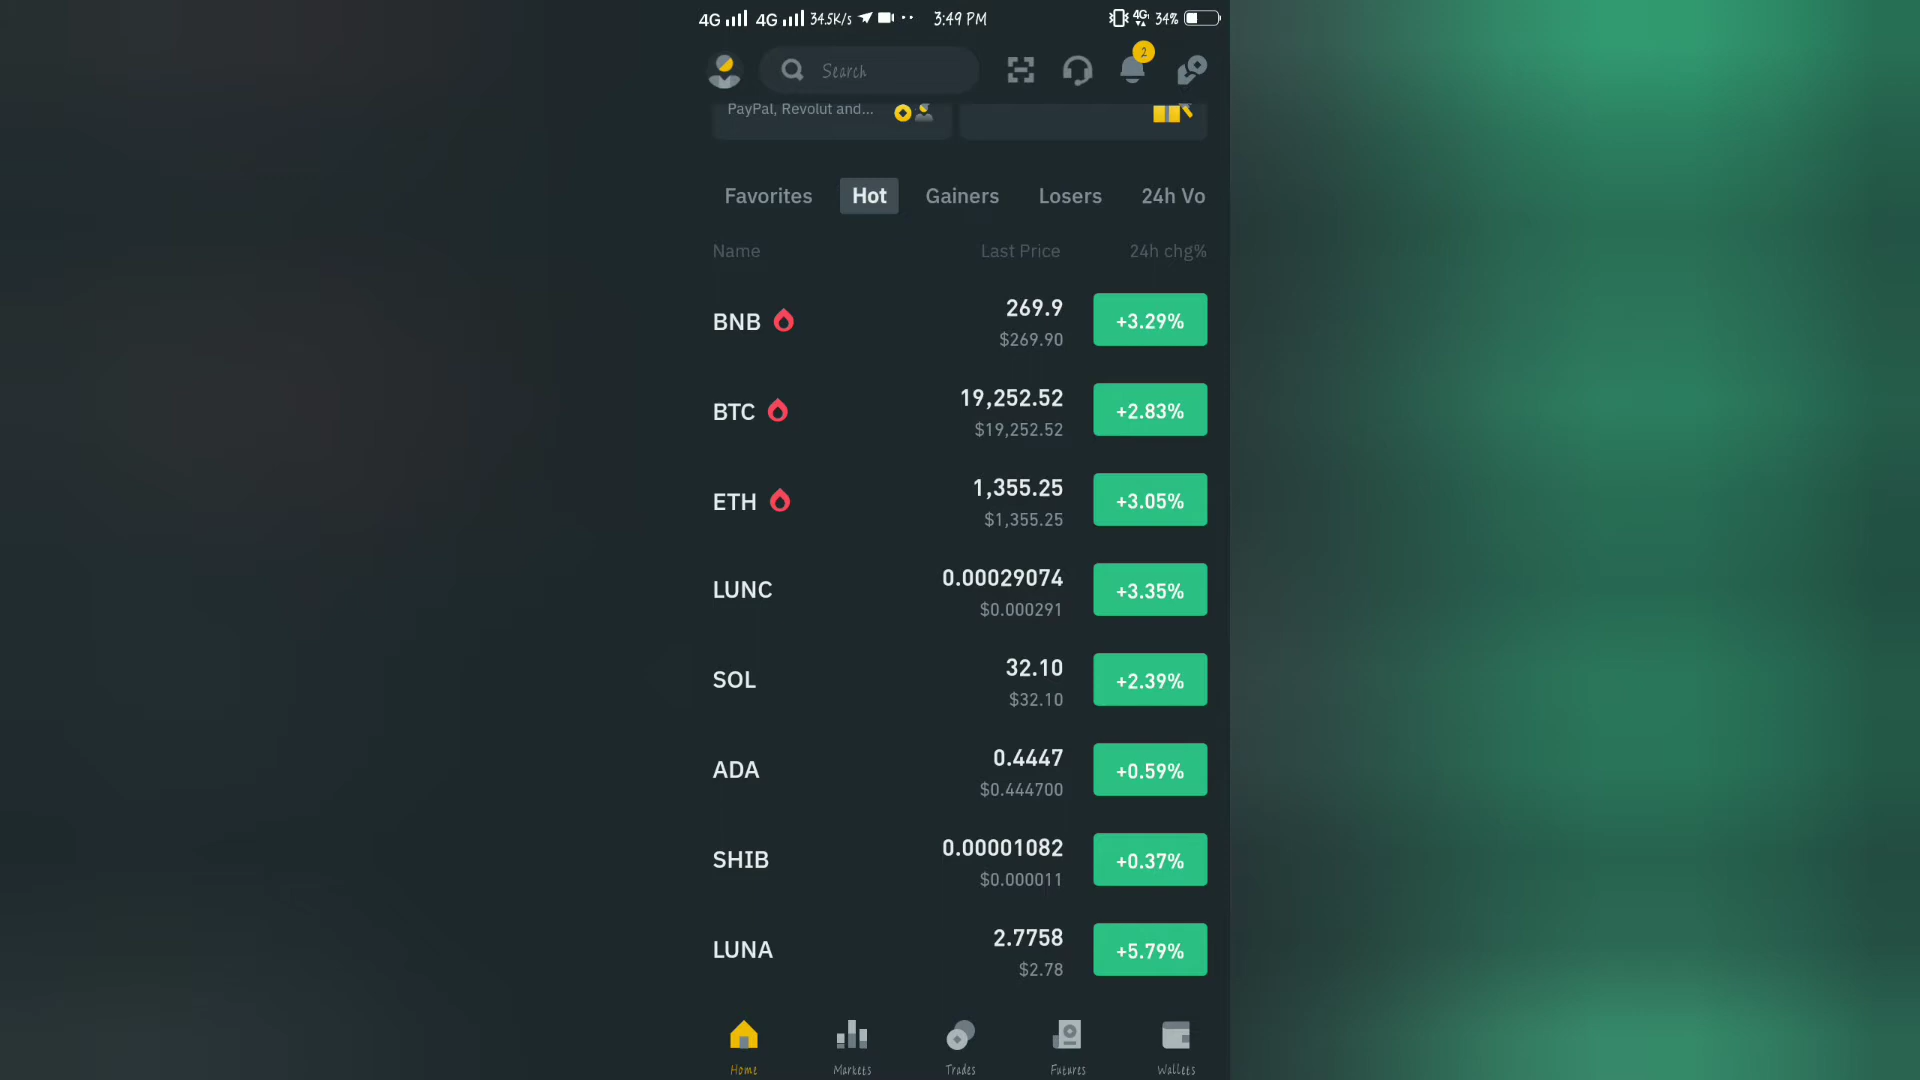 4G 4G 34.5K/s 3:49 PM 4G 34%
Search
2
PayPal, Revolut and...
Favorites Hot Gainers Losers 24h Vo
Name Last Price 24h chg%
BNB 269.9 +3.29%
$269.90
BTC 19,252.52 +2.83%
$19,252.52
ETH 1,355.25 +3.05%
$1,355.25
LUNC 0.00029074 +3.35%
$0.000291
SOL 32.10 +2.39%
$32.10
ADA 0.4447 +0.59%
$0.444700
SHIB 0.00001082 +0.37%
$0.000011
LUNA 2.7758 +5.79%
$2.78
Home Markets Trades Futures Wallets